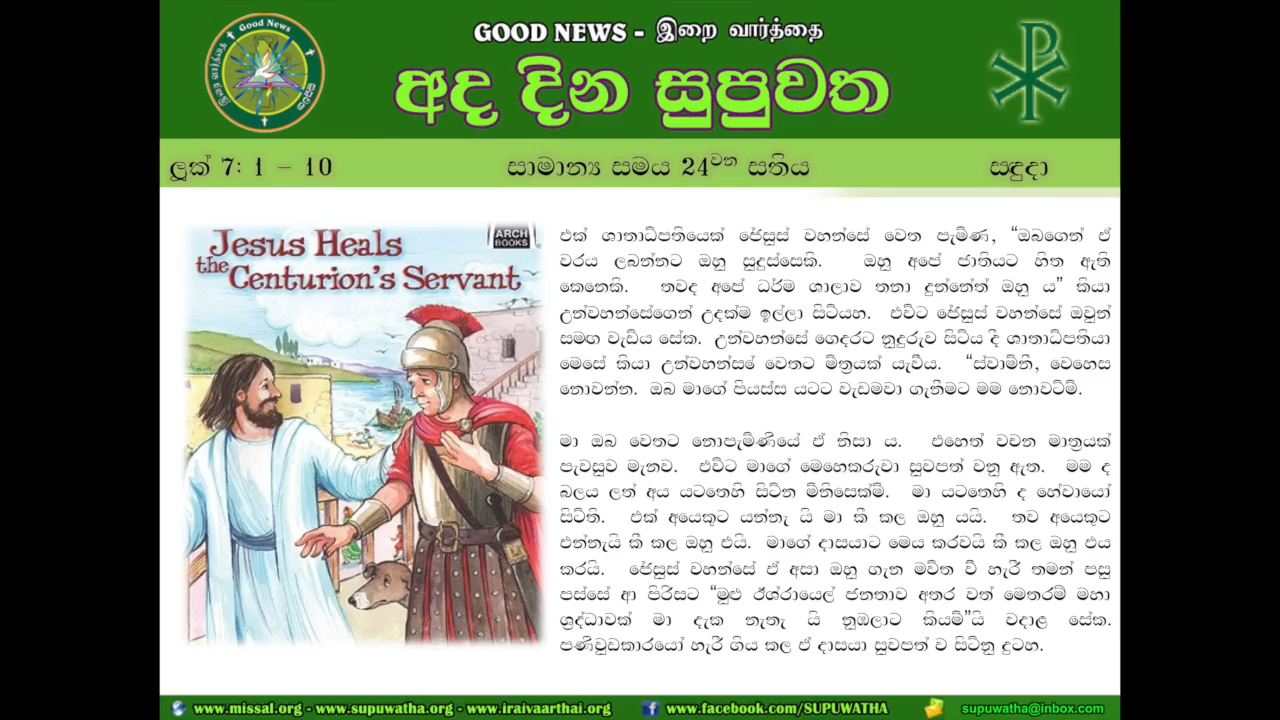 GOOD NEWS - இறை வார்த்தை
අද දින සුපුවත
Good News
இறை வார்த்தை
ලූක් 7: 1 – 10
සාමාන්‍ය සමය 24වන සතිය
සඳුදා
Jesus Heals
the Centurion's Servant
ARCH
BOOKS
එක් ශාතාධිපතියෙක් ජේසුස් වහන්සේ වෙත පැමිණ, “ඔබගෙන් ඒ
වරය ලබන්නට ඔහු සුදුස්සෙකි. ඔහු අපේ ජාතියට හිත ඇති
කෙනෙකි. තවද අපේ ධර්ම ශාලාව තනා දුන්නේත් ඔහු ය” කියා
උන්වහන්සේගෙන් උදක්ම ඉල්ලා සිටියහ. එවිට ජේසුස් වහන්සේ ඔවුන්
සමඟ වැඩිය සේක. උන්වහන්සේ ගෙදරට නුදුරුව සිටිය දී ශාතාධිපතියා
මෙසේ කියා උන්වහන්ස‍ේ වෙතට මිත්‍රයක් යැවීය. “ස්වාමිනී, වෙහෙස
නොවන්න. ඔබ මාගේ පියස්ස යටට වැඩමවා ගැනීමට මම නොවටිමි.
මා ඔබ වෙතට නොපැමිණියේ ඒ නිසා ය. එහෙත් වචන මාත්‍රයක්
පැවසුව මැනව. එවිට මාගේ මෙහෙකරුවා සුවපත් වනු ඇත. මම ද
බලය ලත් අය යටතෙහි සිටින මිනිසෙක්මි. මා යටතෙහි ද හේවායෝ
සිටිති. එක් අයෙකුට යන්නැ යි මා කී කල ඔහු යයි. තව අයෙකුට
එන්නැයි කී කල ඔහු එයි. මාගේ දාසයාට මෙය කරවයි කී කල ඔහු එය
කරයි. ජේසුස් වහන්සේ ඒ අසා ඔහු ගැන මවිත වී හැරී තමන් පසු
පස්සේ ආ පිරිසට “මුළු ඊශ්රායෙල් ජනතාව අතර වත් මෙතරම් මහා
ශ්‍රද්ධාවක් මා දැක නැතැ යි නුඹලාට කියමි”යි වදාළ සේක.
පණිවුඩකාරයෝ හැරී ගිය කල ඒ දාසයා සුවපත් ව සිටිනු දුටහ.
www.missal.org - www.supuwatha.org - www.iraivaarthai.org
www.facebook.com/SUPUWATHA
supuwatha@inbox.com